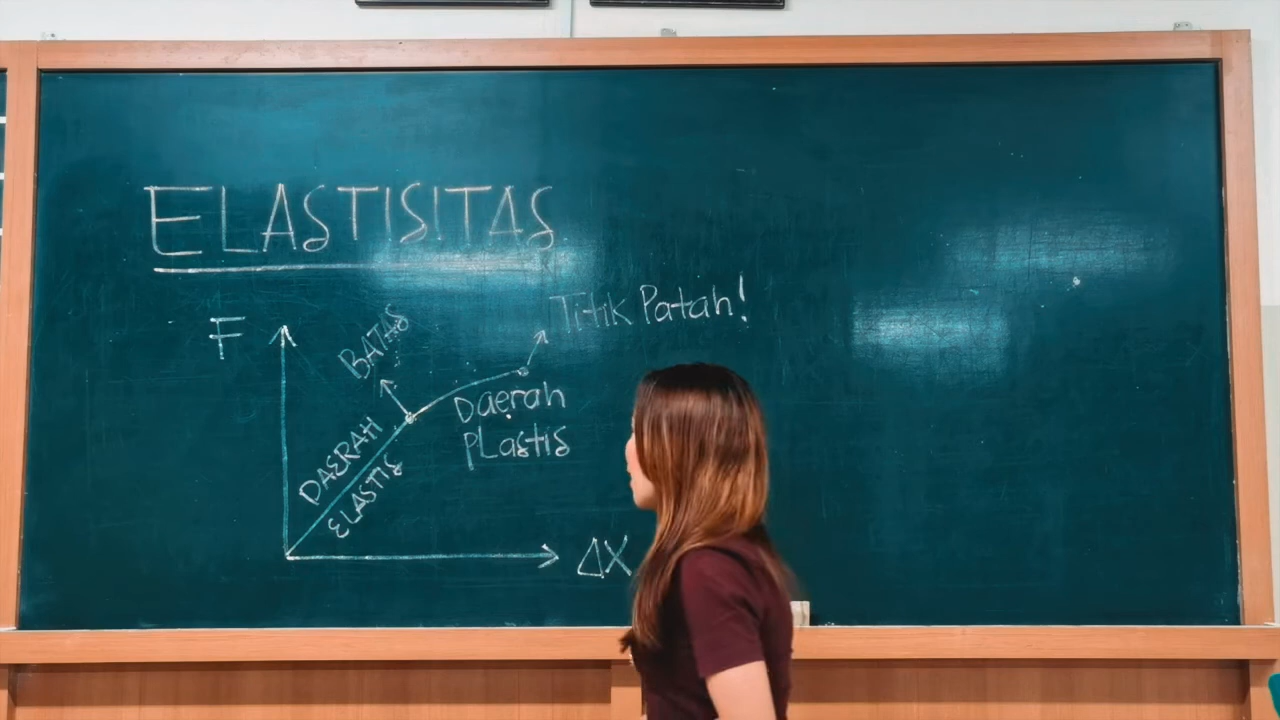 ELASTISITAS
Titik Patah!
F
BATAS
Daerah
PLastis
DAERAH
ELASTIS
ΔX